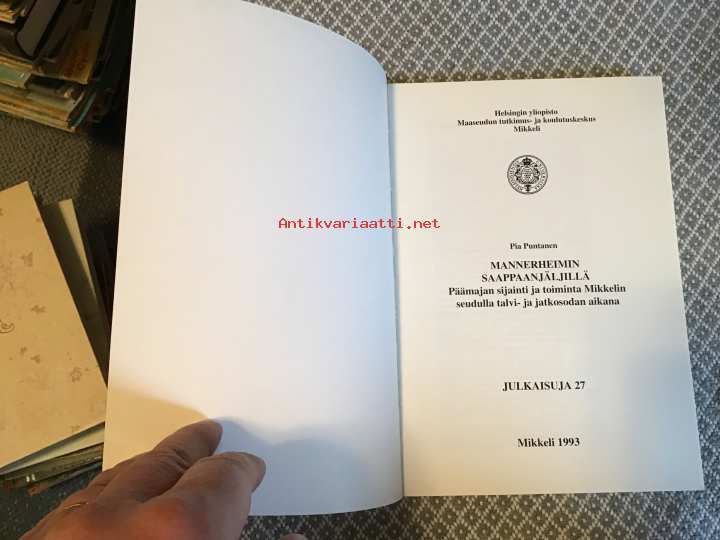 Helsingin yliopisto
Maaseudun tutkimus- ja koulutuskeskus
Mikkeli
Antikvariaatti.net
Pia Puntanen
MANNERHEIMIN
SAAPPAANJÄLJILLÄ
Päämajan sijainti ja toiminta Mikkelin
seudulla talvi- ja jatkosodan aikana
JULKAISUJA 27
Mikkeli 1993